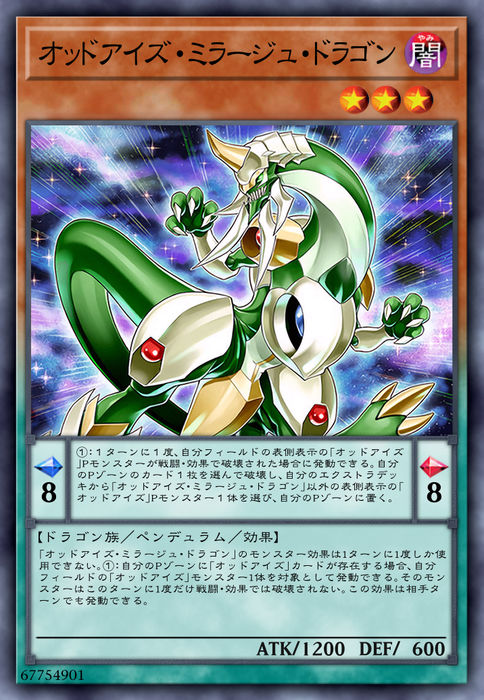 オッドアイズ・ミラージュ・ドラゴン
やみ
闇
①:１ターンに１度、自分フィールドの表側表示の「オッドアイズ」
Pモンスターが戦闘・効果で破壊された場合に発動できる。自分
のPゾーンのカード１枚を選んで破壊し、自分のエクストラデッ
キから「オッドアイズ・ミラージュ・ドラゴン」以外の表側表示の「
オッドアイズ」Pモンスター１体を選び、自分のPゾーンに置く。
8
8
【ドラゴン族／ペンデュラム／効果】
「オッドアイズ・ミラージュ・ドラゴン」のモンスター効果は1ターンに1度しか使
用できない。①:自分のPゾーンに「オッドアイズ」カードが存在する場合、自分
フィールドの「オッドアイズ」モンスター1体を対象として発動できる。そのモン
スターはこのターンに1度だけ戦闘・効果では破壊されない。この効果は相手タ
ーンでも発動できる。
ATK/1200 DEF/ 600
67754901